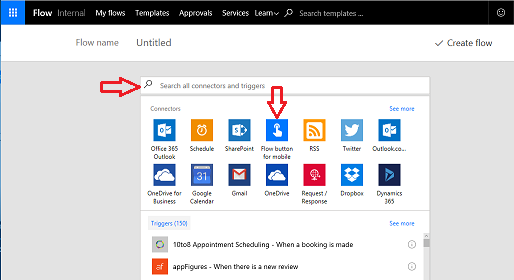 Flow Internal My flows Templates Approvals Services Learn Search templates ...
Flow name Untitled Create flow
Search all connectors and triggers
Connectors See more
Office 365 Outlook
Schedule
SharePoint
Flow button for mobile
RSS
Twitter
Outlook.co...
OneDrive for Business
Google Calendar
31
Gmail
OneDrive
Request / Response
Dropbox
Dynamics 365
Triggers (150) See more
10to8 Appointment Scheduling - When a booking is made
af
appFigures - When there is a new review